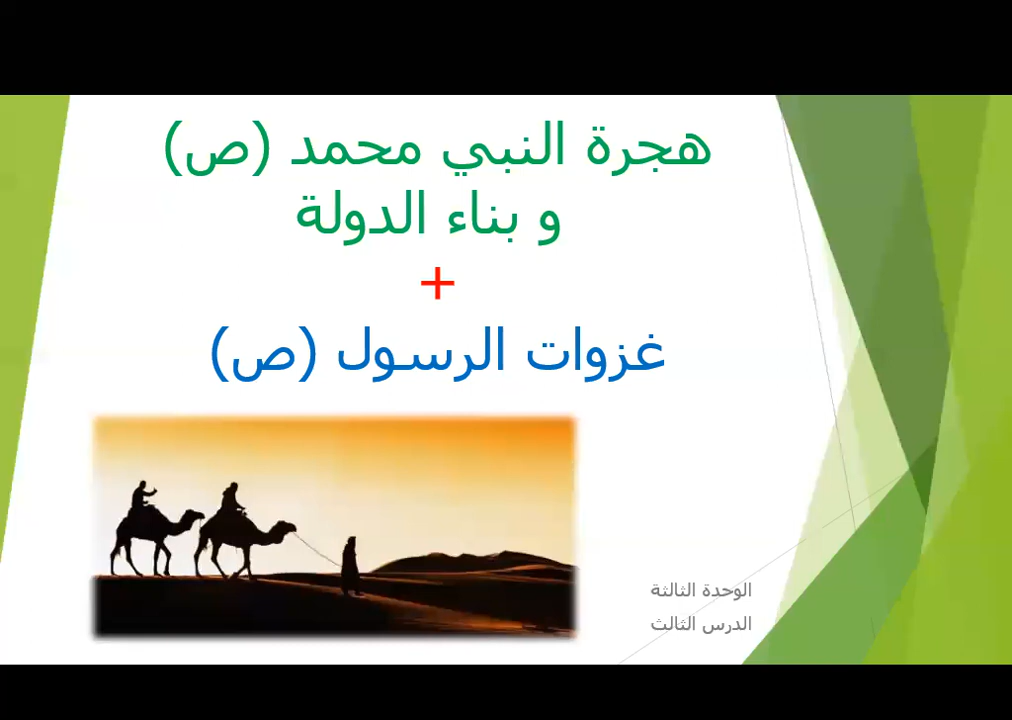 هجرة النبي محمد (ص)
و بناء الدولة
+
غزوات الرسول (ص)
الوحدة الثالثة
الدرس الثالث